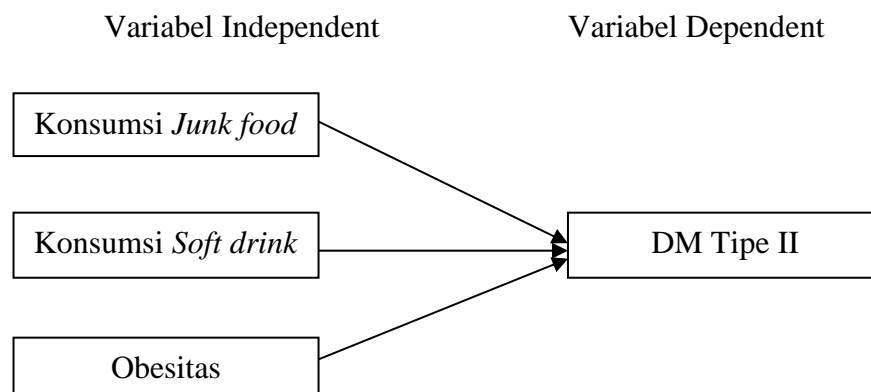 Variabel Independent Variabel Dependent
Konsumsi Junk food
Konsumsi Soft drink DM Tipe II
Obesitas